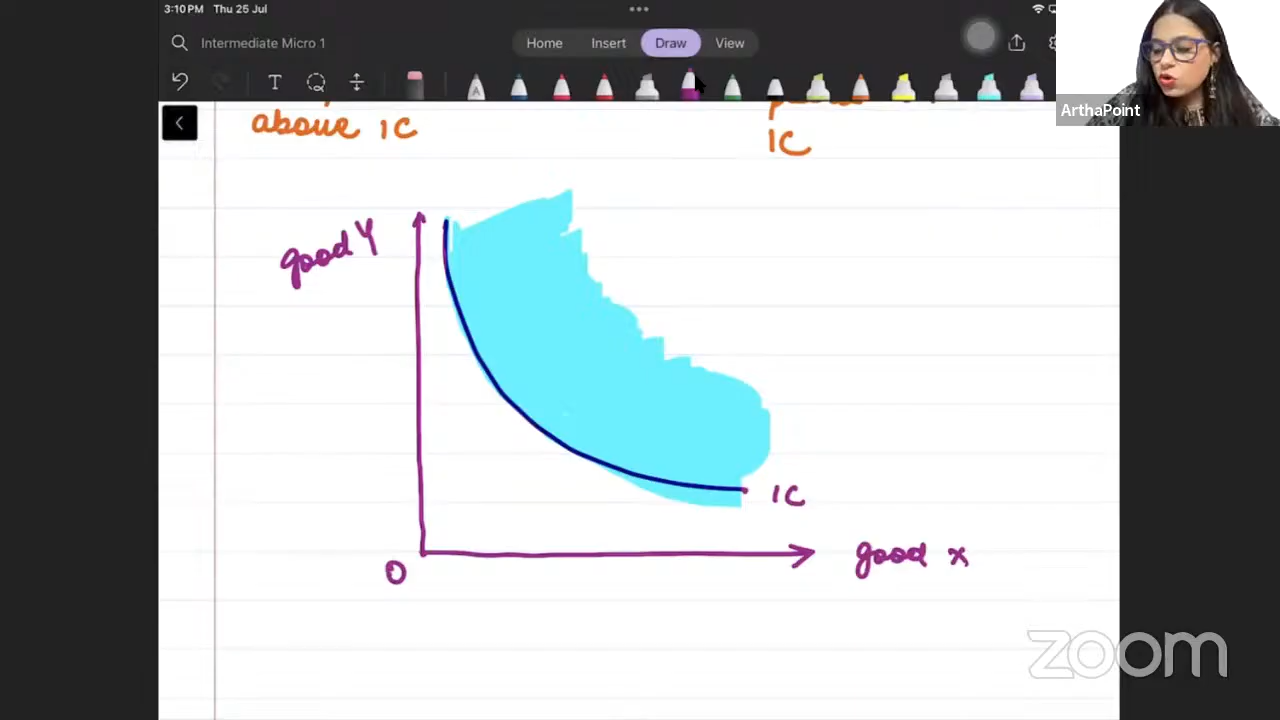 3:10 PM Thu 25 Jul
Intermediate Micro 1
Home Insert Draw View
T
A
ArthaPoint
above IC
IC
good Y
IC
O
good x
zoom